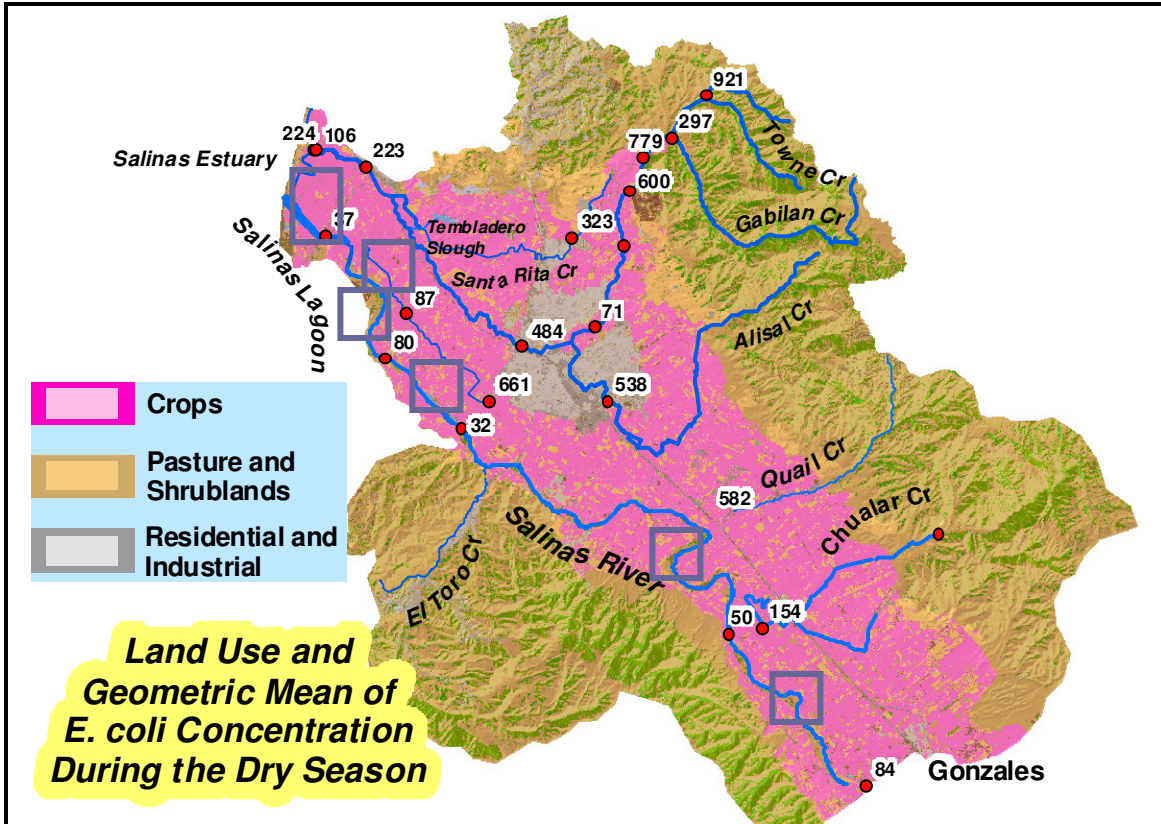 921
297
779
600
224
106
223
Salinas Estuary
Towne Cr
Gabilan Cr
323
37
Tembladero
Slough
Santa Rita Cr
Salinas Lagoon
87
71
484
Alisal Cr
80
661
538
32
Crops
Pasture and
Shrublands
Residential and
Industrial
Quail Cr
582
Chualar Cr
Salinas River
El Toro Cr
50
154
Land Use and
Geometric Mean of
E. coli Concentration
During the Dry Season
84
Gonzales